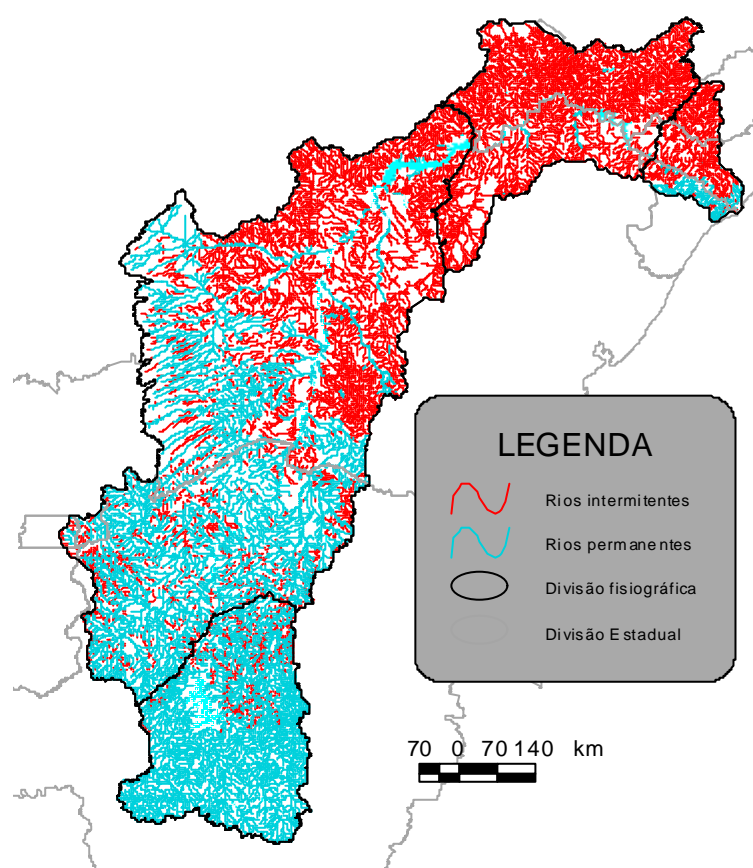 LEGENDA
Rios intermitentes
Rios permanentes
Divisão fisiográfica
Divisão Estadual
70 0 70 140 km